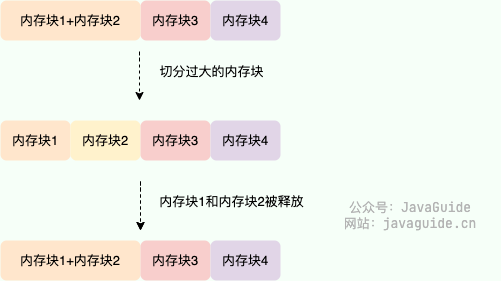 内存块1+内存块2 内存块3 内存块4
切分过大的内存块
内存块1 内存块2 内存块3 内存块4
内存块1和内存块2被释放
公众号：JavaGuide
网站：javaguide.cn
内存块1+内存块2 内存块3 内存块4